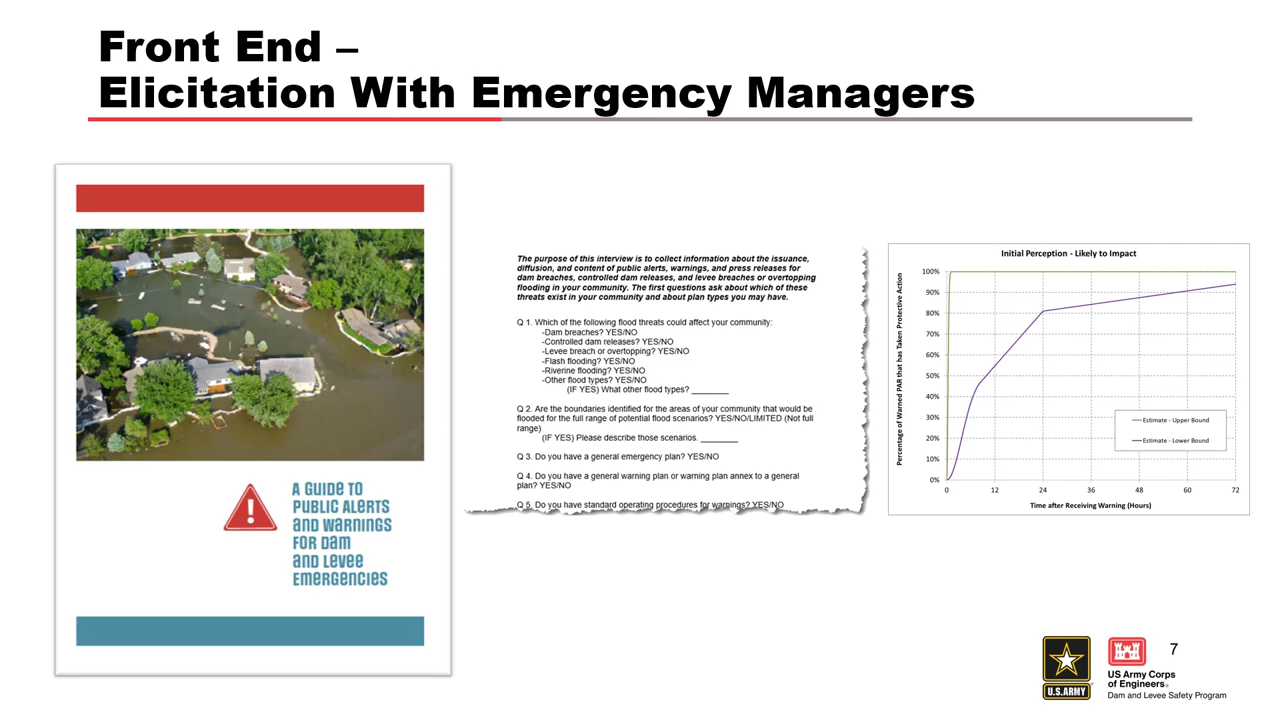 Front End –
Elicitation With Emergency Managers
A Guide to
Public Alerts
and Warnings
for Dam
and Levee
Emergencies
The purpose of this interview is to collect information about the issuance,
diffusion, and content of public alerts, warnings, and press releases for
dam breaches, controlled dam releases, and levee breaches or overtopping
flooding in your community. The first questions ask about which of these
threats exist in your community and about plan types you may have.
Q 1. Which of the following flood threats could affect your community:
-Dam breaches? YES/NO
-Controlled dam releases? YES/NO
-Levee breach or overtopping? YES/NO
-Flash flooding? YES/NO
-Riverine flooding? YES/NO
-Other flood types? YES/NO
(IF YES) What other flood types? ________
Q 2. Are the boundaries identified for the areas of your community that would be
flooded for the full range of potential flood scenarios? YES/NO/LIMITED (Not full
range)
(IF YES) Please describe those scenarios. ________
Q 3. Do you have a general emergency plan? YES/NO
Q 4. Do you have a general warning plan or warning plan annex to a general
plan? YES/NO
Q 5. Do you have standard operating procedures for warnings? YES/NO
Initial Perception - Likely to Impact
Percentage of Warned PAR that has Taken Protective Action
100%
90%
80%
70%
60%
50%
40%
30%
20%
10%
0%
Estimate - Upper Bound
Estimate - Lower Bound
0 12 24 36 48 60 72
Time after Receiving Warning (Hours)
U.S.ARMY
US Army Corps
of Engineers®
Dam and Levee Safety Program
7